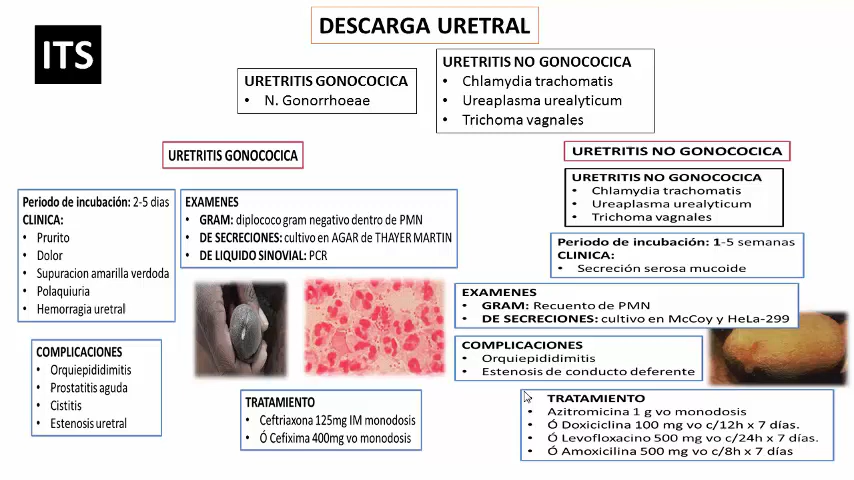 DESCARGA URETRAL
ITS
URETRITIS GONOCOCICA
• N. Gonorrhoeae
URETRITIS NO GONOCOCICA
• Chlamydia trachomatis
• Ureaplasma urealyticum
• Trichoma vagnales
URETRITIS GONOCOCICA
Periodo de incubación: 2-5 dias
CLINICA:
• Prurito
• Dolor
• Supuracion amarilla verdoda
• Polaquiuria
• Hemorragia uretral
EXAMENES
• GRAM: diplococo gram negativo dentro de PMN
• DE SECRECIONES: cultivo en AGAR de THAYER MARTIN
• DE LIQUIDO SINOVIAL: PCR
COMPLICACIONES
• Orquiepididimitis
• Prostatitis aguda
• Cistitis
• Estenosis uretral
TRATAMIENTO
• Ceftriaxona 125mg IM monodosis
• Ó Cefixima 400mg vo monodosis
URETRITIS NO GONOCOCICA
URETRITIS NO GONOCOCICA
• Chlamydia trachomatis
• Ureaplasma urealyticum
• Trichoma vagnales
Periodo de incubación: 1-5 semanas
CLINICA:
• Secreción serosa mucoide
EXAMENES
• GRAM: Recuento de PMN
• DE SECRECIONES: cultivo en McCoy y HeLa-299
COMPLICACIONES
• Orquiepididimitis
• Estenosis de conducto deferente
TRATAMIENTO
• Azitromicina 1 g vo monodosis
• Ó Doxiciclina 100 mg vo c/12h x 7 días.
• Ó Levofloxacino 500 mg vo c/24h x 7 días.
• Ó Amoxicilina 500 mg vo c/8h x 7 días